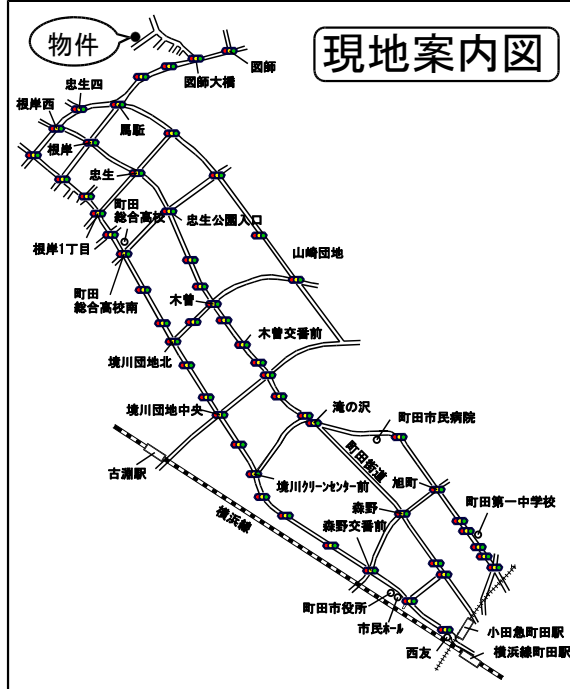 現地案内図
物件
図師
図師大橋
忠生四
根岸西
馬駈
根岸
忠生
町田
総合高校
忠生公園入口
根岸1丁目
山崎団地
町田
総合高校南
木曽
木曽交番前
境川団地北
滝の沢
境川団地中央
町田市民病院
町田街道
古淵駅
旭町
境川クリーンセンター前
町田第一中学校
横浜線
森野
森野交番前
町田市役所
市民ホール
小田急町田駅
西友
横浜線町田駅